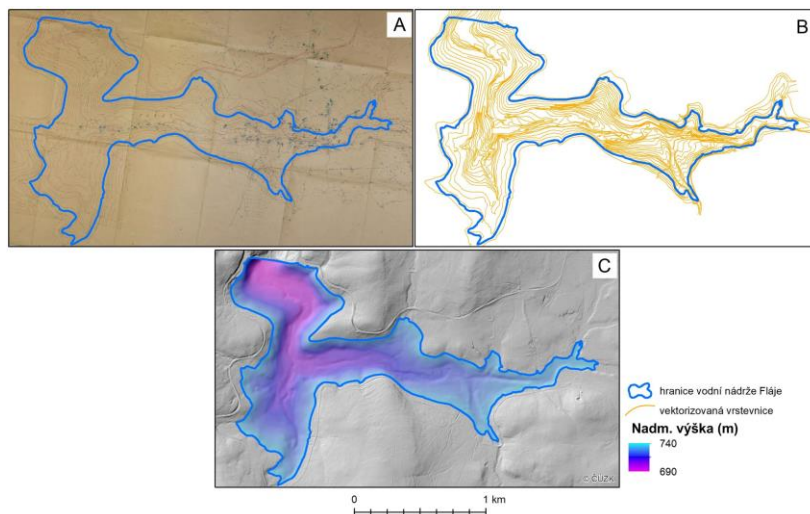 A
B
C
© ČÚZK
hranice vodní nádrže Fláje
vektorizovaná vrstevnice
Nadm. výška (m)
740
690
0 1 km